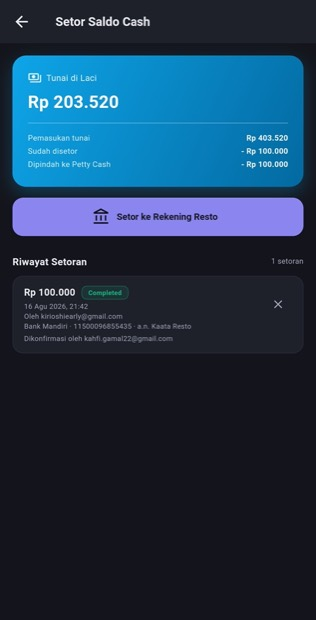 Setor Saldo Cash
Tunai di Laci
Rp 203.520
Pemasukan tunai Rp 403.520
Sudah disetor - Rp 100.000
Dipindah ke Petty Cash - Rp 100.000
Setor ke Rekening Resto
Riwayat Setoran 1 setoran
Rp 100.000 Completed
16 Agu 2026, 21:42
Oleh kirioshiearly@gmail.com
Bank Mandiri · 11500096855435 · a.n. Kaata Resto
Dikonfirmasi oleh kahfi.gamal22@gmail.com